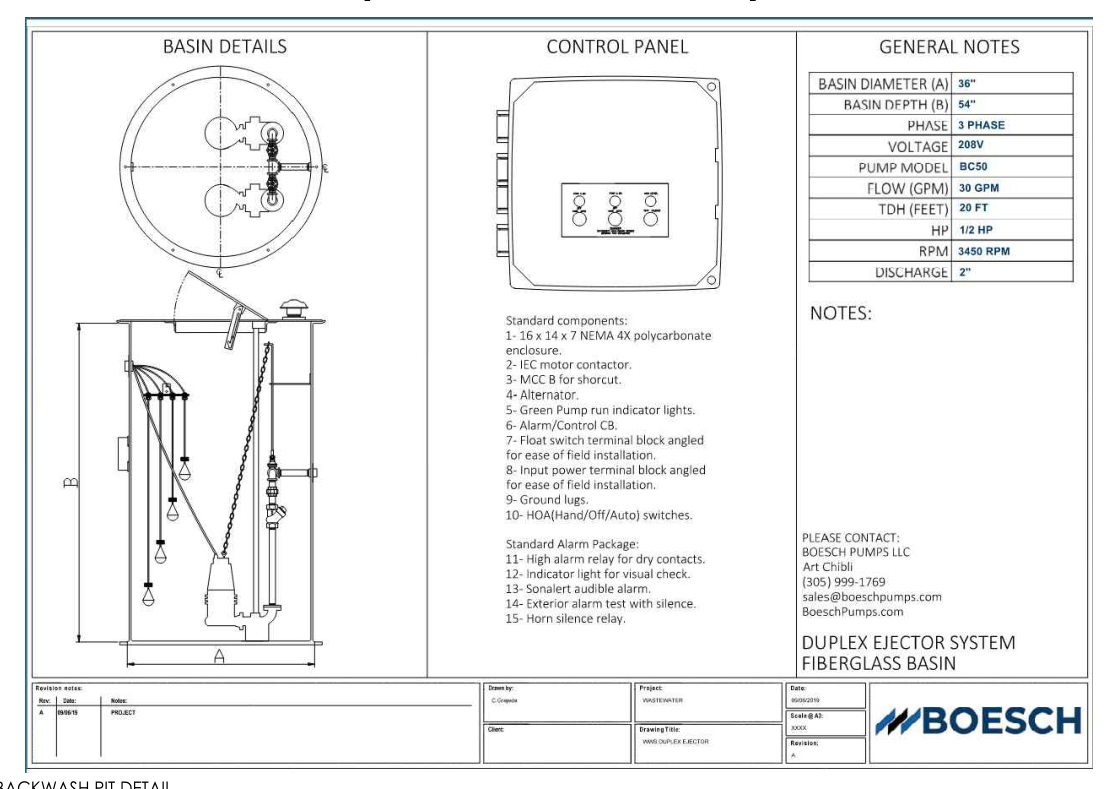 BASIN DETAILS
℄
℄
B
A
CONTROL PANEL
Standard components:
1- 16 x 14 x 7 NEMA 4X polycarbonate
enclosure.
2- IEC motor contactor.
3- MCC B for shorcut.
4- Alternator.
5- Green Pump run indicator lights.
6- Alarm/Control CB.
7- Float switch terminal block angled
for ease of field installation.
8- Input power terminal block angled
for ease of field installation.
9- Ground lugs.
10- HOA(Hand/Off/Auto) switches.
Standard Alarm Package:
11- High alarm relay for dry contacts.
12- Indicator light for visual check.
13- Sonalert audible alarm.
14- Exterior alarm test with silence.
15- Horn silence relay.
GENERAL NOTES
BASIN DIAMETER (A) 36"
BASIN DEPTH (B) 54"
PHASE 3 PHASE
VOLTAGE 208V
PUMP MODEL BC50
FLOW (GPM) 30 GPM
TDH (FEET) 20 FT
HP 1/2 HP
RPM 3450 RPM
DISCHARGE 2"
NOTES:
PLEASE CONTACT:
BOESCH PUMPS LLC
Art Chibli
(305) 999-1769
sales@boeschpumps.com
BoeschPumps.com
DUPLEX EJECTOR SYSTEM
FIBERGLASS BASIN
Revision notes:
Rev: Date: Notes:
A 09/06/19 PROJECT
Drawn by:
Client:
Project:
WASTEWATER
Drawing Title:
WWS DUPLEX EJECTOR
Date:
09/06/2019
Scale @ A3:
XXXX
Revision:
A
BOESCH
BACKWASH PIT DETAIL